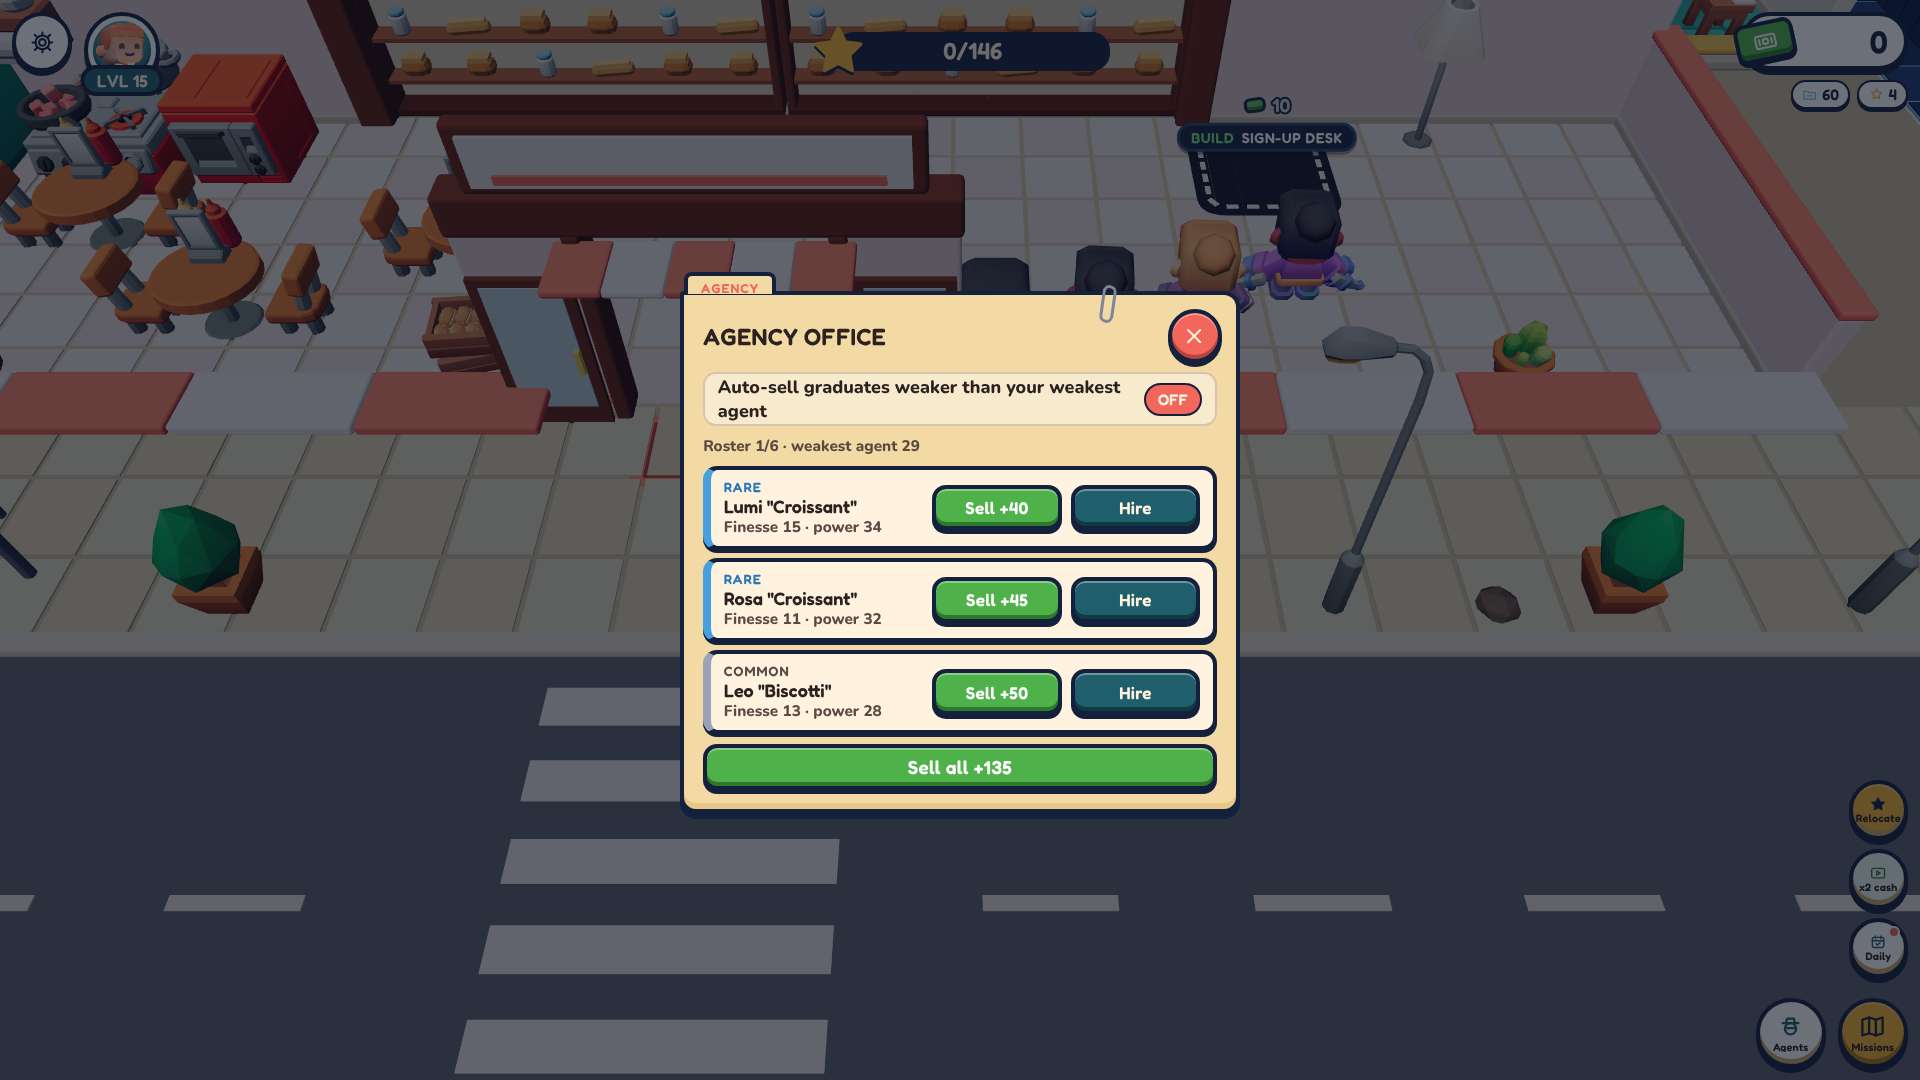 LVL 15
0/146
0
60
4
10
BUILD SIGN-UP DESK
AGENCY
AGENCY OFFICE
Auto-sell graduates weaker than your weakest
agent
OFF
Roster 1/6 · weakest agent 29
RARE
Lumi "Croissant"
Finesse 15 · power 34
Sell +40
Hire
RARE
Rosa "Croissant"
Finesse 11 · power 32
Sell +45
Hire
COMMON
Leo "Biscotti"
Finesse 13 · power 28
Sell +50
Hire
Sell all +135
Relocate
x2 cash
Daily
Agents
Missions